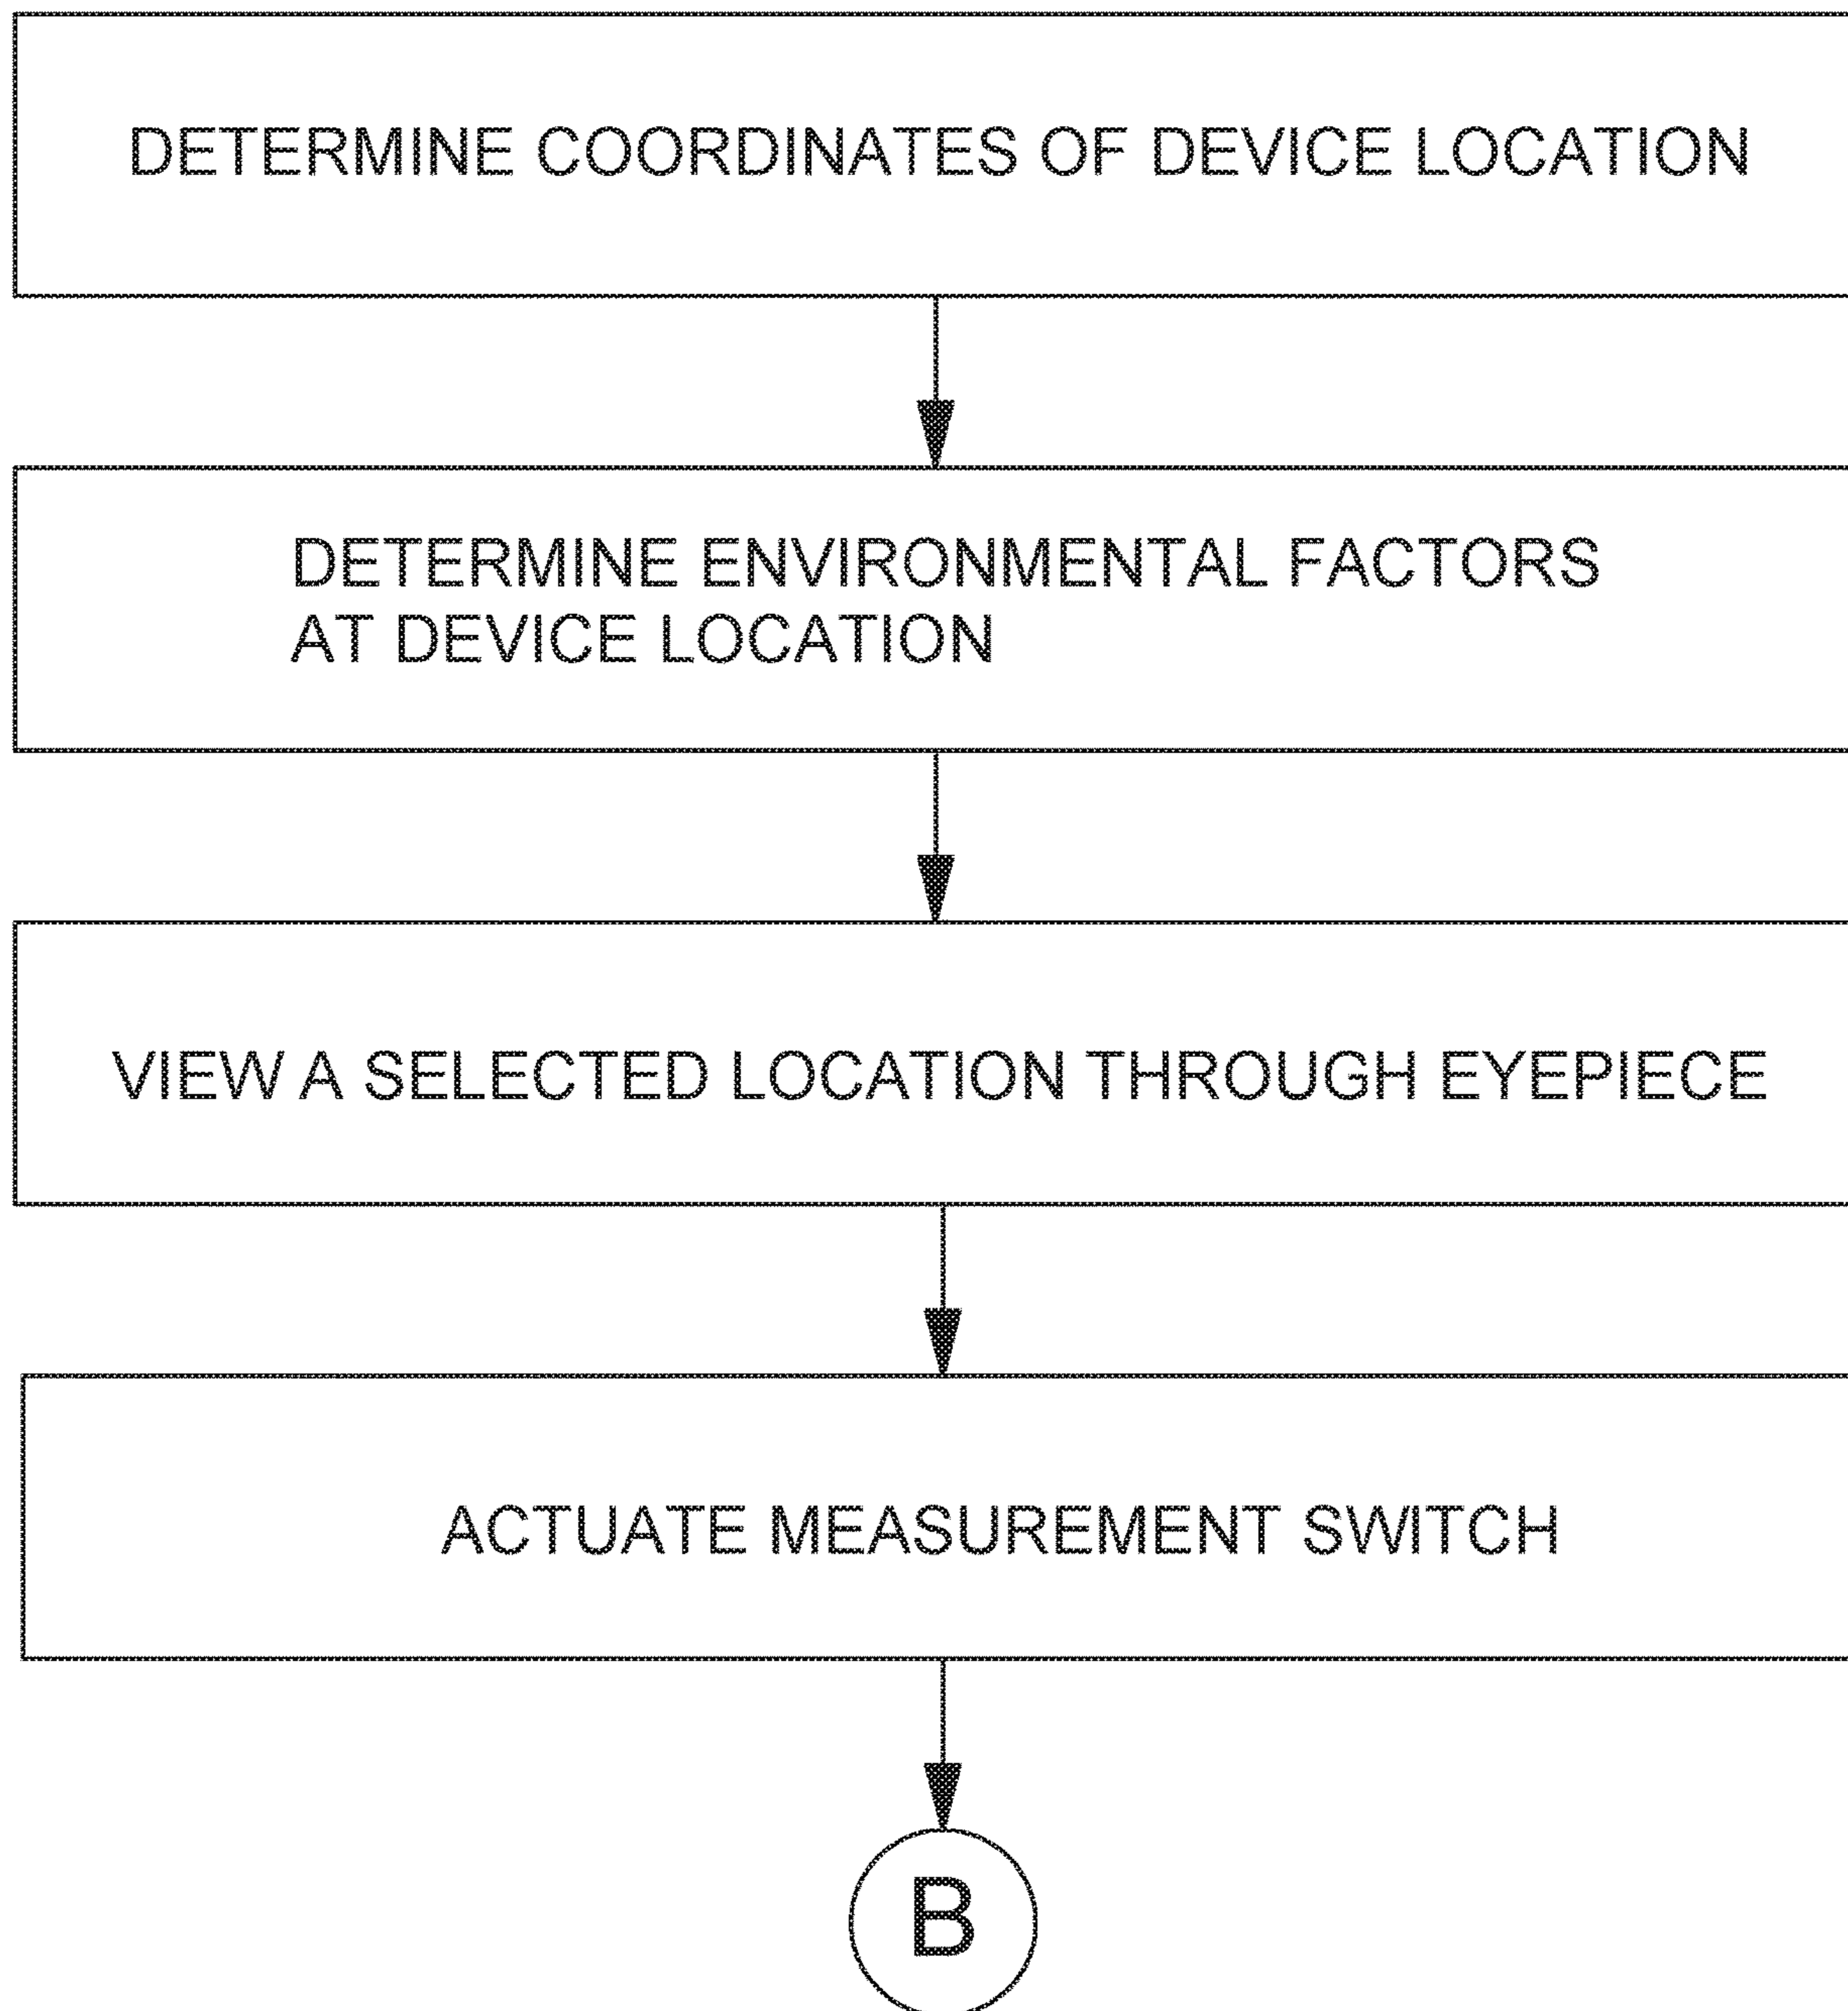 DETERMINE COORDINATES OF DEVICE LOCATION
DETERMINE ENVIRONMENTAL FACTORS
AT DEVICE LOCATION
VIEW A SELECTED LOCATION THROUGH EYEPIECE
ACTUATE MEASUREMENT SWITCH
B